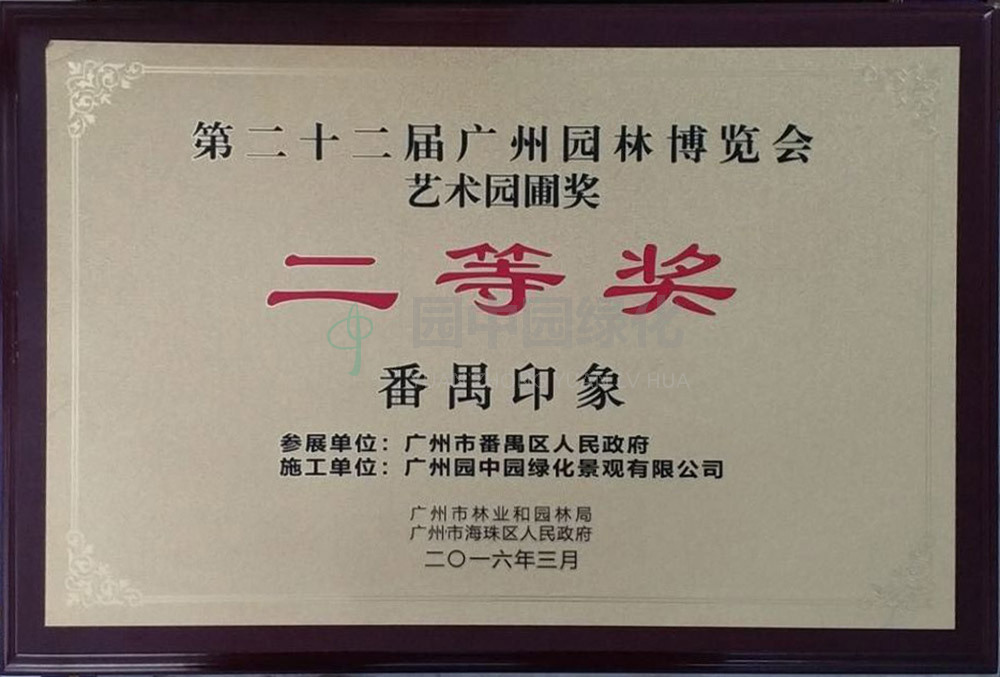 第二十二届广州园林博览会
艺术园圃奖
二等奖
园中园绿化
番禺印象
参展单位：广州市番禺区人民政府
施工单位：广州园中园绿化景观有限公司
广州市林业和园林局
广州市海珠区人民政府
二〇一六年三月